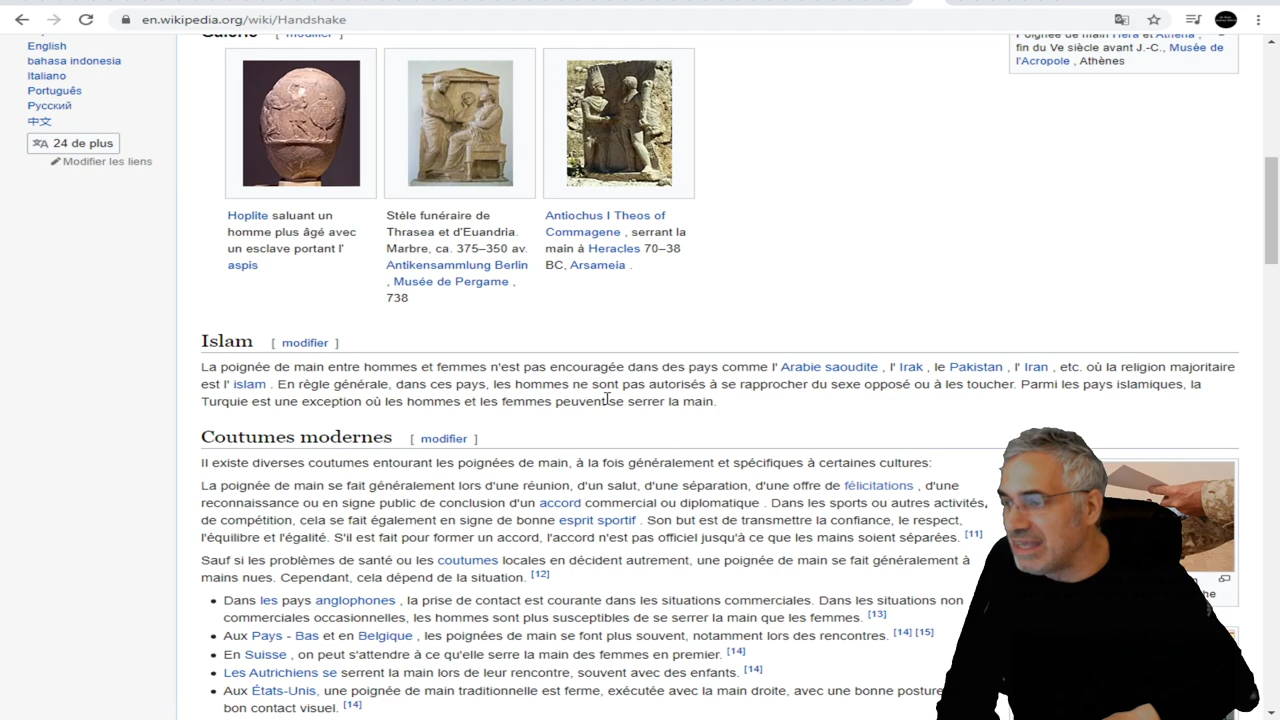 en.wikipedia.org/wiki/Handshake
English
bahasa indonesia
Italiano
Português
Русский
中文
24 de plus
Modifier les liens
Galerie [ modifier ]
Poignée de main Héra et Athéna ,
fin du Ve siècle avant J.-C., Musée de
l'Acropole , Athènes
Hoplite saluant un
homme plus âgé avec
un esclave portant l'
aspis
Stèle funéraire de
Thrasea et d'Euandria.
Marbre, ca. 375–350 av.
Antikensammlung Berlin
, Musée de Pergame ,
738
Antiochus I Theos of
Commagene , serrant la
main à Heracles 70–38
BC, Arsameia .
Islam [ modifier ]
La poignée de main entre hommes et femmes n'est pas encouragée dans des pays comme l' Arabie saoudite , l' Irak , le Pakistan , l' Iran , etc. où la religion majoritaire
est l' islam . En règle générale, dans ces pays, les hommes ne sont pas autorisés à se rapprocher du sexe opposé ou à les toucher. Parmi les pays islamiques, la
Turquie est une exception où les hommes et les femmes peuvent se serrer la main.
Coutumes modernes [ modifier ]
Il existe diverses coutumes entourant les poignées de main, à la fois généralement et spécifiques à certaines cultures:
La poignée de main se fait généralement lors d'une réunion, d'un salut, d'une séparation, d'une offre de félicitations , d'une
reconnaissance ou en signe public de conclusion d'un accord commercial ou diplomatique . Dans les sports ou autres activités,
de compétition, cela se fait également en signe de bonne esprit sportif . Son but est de transmettre la confiance, le respect,
l'équilibre et l'égalité. S'il est fait pour former un accord, l'accord n'est pas officiel jusqu'à ce que les mains soient séparées. [11]
Sauf si les problèmes de santé ou les coutumes locales en décident autrement, une poignée de main se fait généralement à
mains nues. Cependant, cela dépend de la situation. [12]
• Dans les pays anglophones , la prise de contact est courante dans les situations commerciales. Dans les situations non
commerciales occasionnelles, les hommes sont plus susceptibles de se serrer la main que les femmes. [13]
• Aux Pays - Bas et en Belgique , les poignées de main se font plus souvent, notamment lors des rencontres. [14] [15]
• En Suisse , on peut s'attendre à ce qu'elle serre la main des femmes en premier. [14]
• Les Autrichiens se serrent la main lors de leur rencontre, souvent avec des enfants. [14]
• Aux États-Unis, une poignée de main traditionnelle est ferme, exécutée avec la main droite, avec une bonne posture
bon contact visuel. [14]